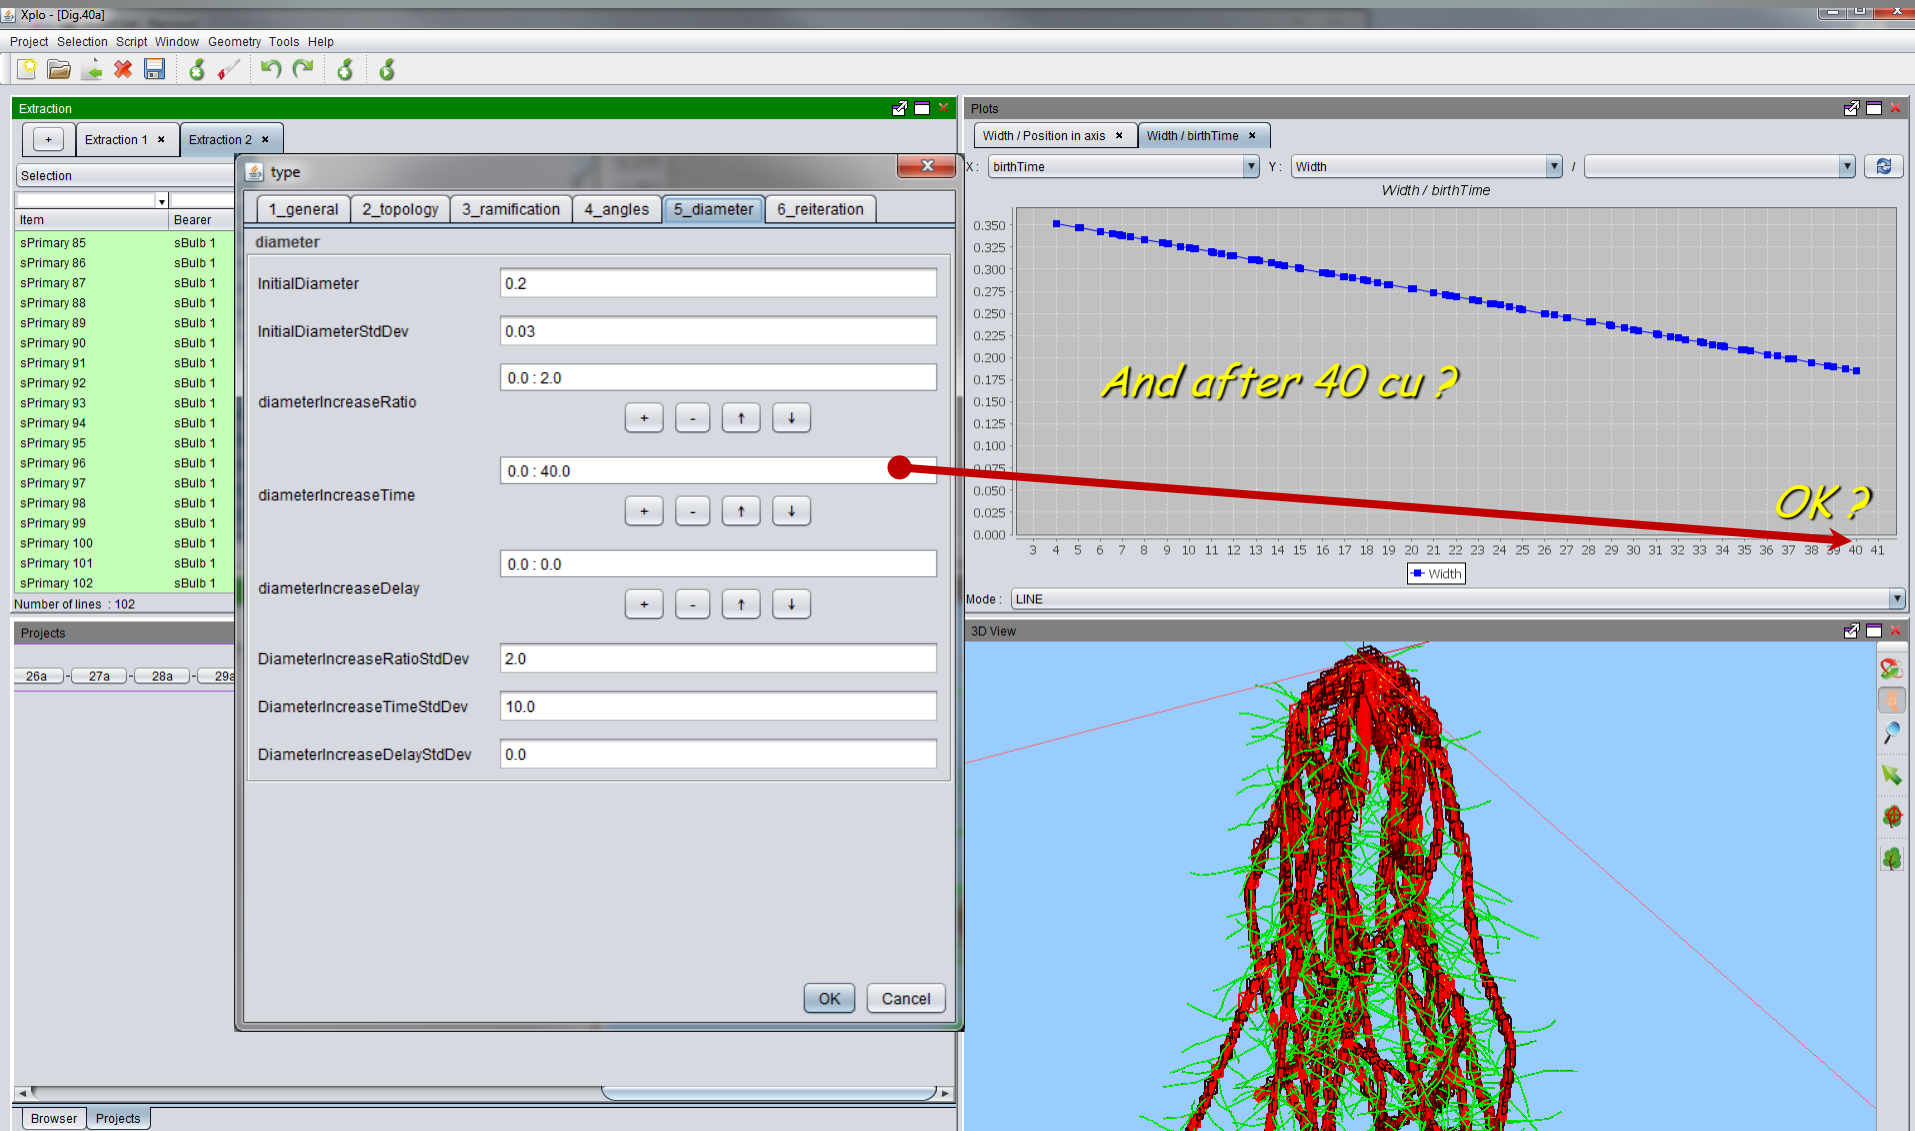 Xplo - [Dig.40a]
Project Selection Script Window Geometry Tools Help
Extraction
+ Extraction 1 × Extraction 2 ×
Selection
Item Bearer
sPrimary 85 sBulb 1
sPrimary 86 sBulb 1
sPrimary 87 sBulb 1
sPrimary 88 sBulb 1
sPrimary 89 sBulb 1
sPrimary 90 sBulb 1
sPrimary 91 sBulb 1
sPrimary 92 sBulb 1
sPrimary 93 sBulb 1
sPrimary 94 sBulb 1
sPrimary 95 sBulb 1
sPrimary 96 sBulb 1
sPrimary 97 sBulb 1
sPrimary 98 sBulb 1
sPrimary 99 sBulb 1
sPrimary 100 sBulb 1
sPrimary 101 sBulb 1
sPrimary 102 sBulb 1
Number of lines : 102
Projects
26a - 27a - 28a - 29a
Browser Projects
type
1_general 2_topology 3_ramification 4_angles 5_diameter 6_reiteration
diameter
InitialDiameter 0.2
InitialDiameterStdDev 0.03
0.0 : 2.0
diameterIncreaseRatio
+ - ↑ ↓
0.0 : 40.0
diameterIncreaseTime
+ - ↑ ↓
0.0 : 0.0
diameterIncreaseDelay
+ - ↑ ↓
DiameterIncreaseRatioStdDev 2.0
DiameterIncreaseTimeStdDev 10.0
DiameterIncreaseDelayStdDev 0.0
OK Cancel
Plots
Width / Position in axis × Width / birthTime ×
X : birthTime Y : Width /
Width / birthTime
0.350
0.325
0.300
0.275
0.250
0.225
0.200
0.175
0.150
0.125
0.100
0.075
0.050
0.025
0.000
And after 40 cu ?
OK ?
3 4 5 6 7 8 9 10 11 12 13 14 15 16 17 18 19 20 21 22 23 24 25 26 27 28 29 30 31 32 33 34 35 36 37 38 39 40 41
Width
Mode : LINE
3D View